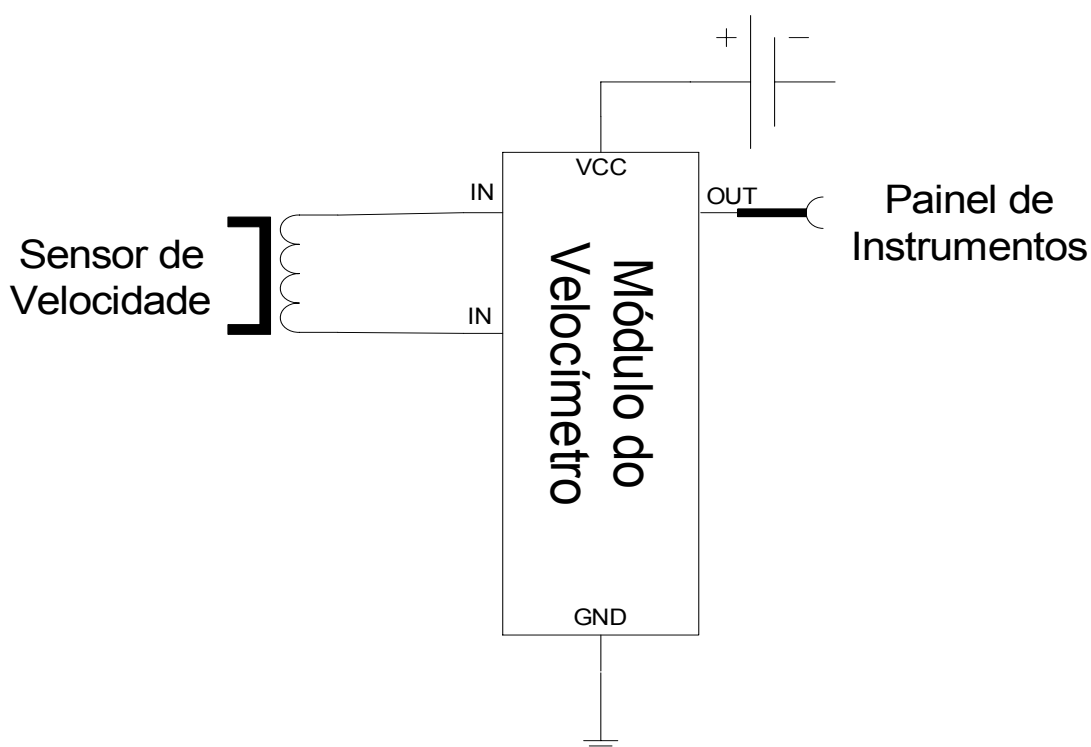 + −
VCC
IN
OUT
Painel de
Instrumentos
Sensor de
Velocidade
IN
Módulo do
Velocímetro
GND